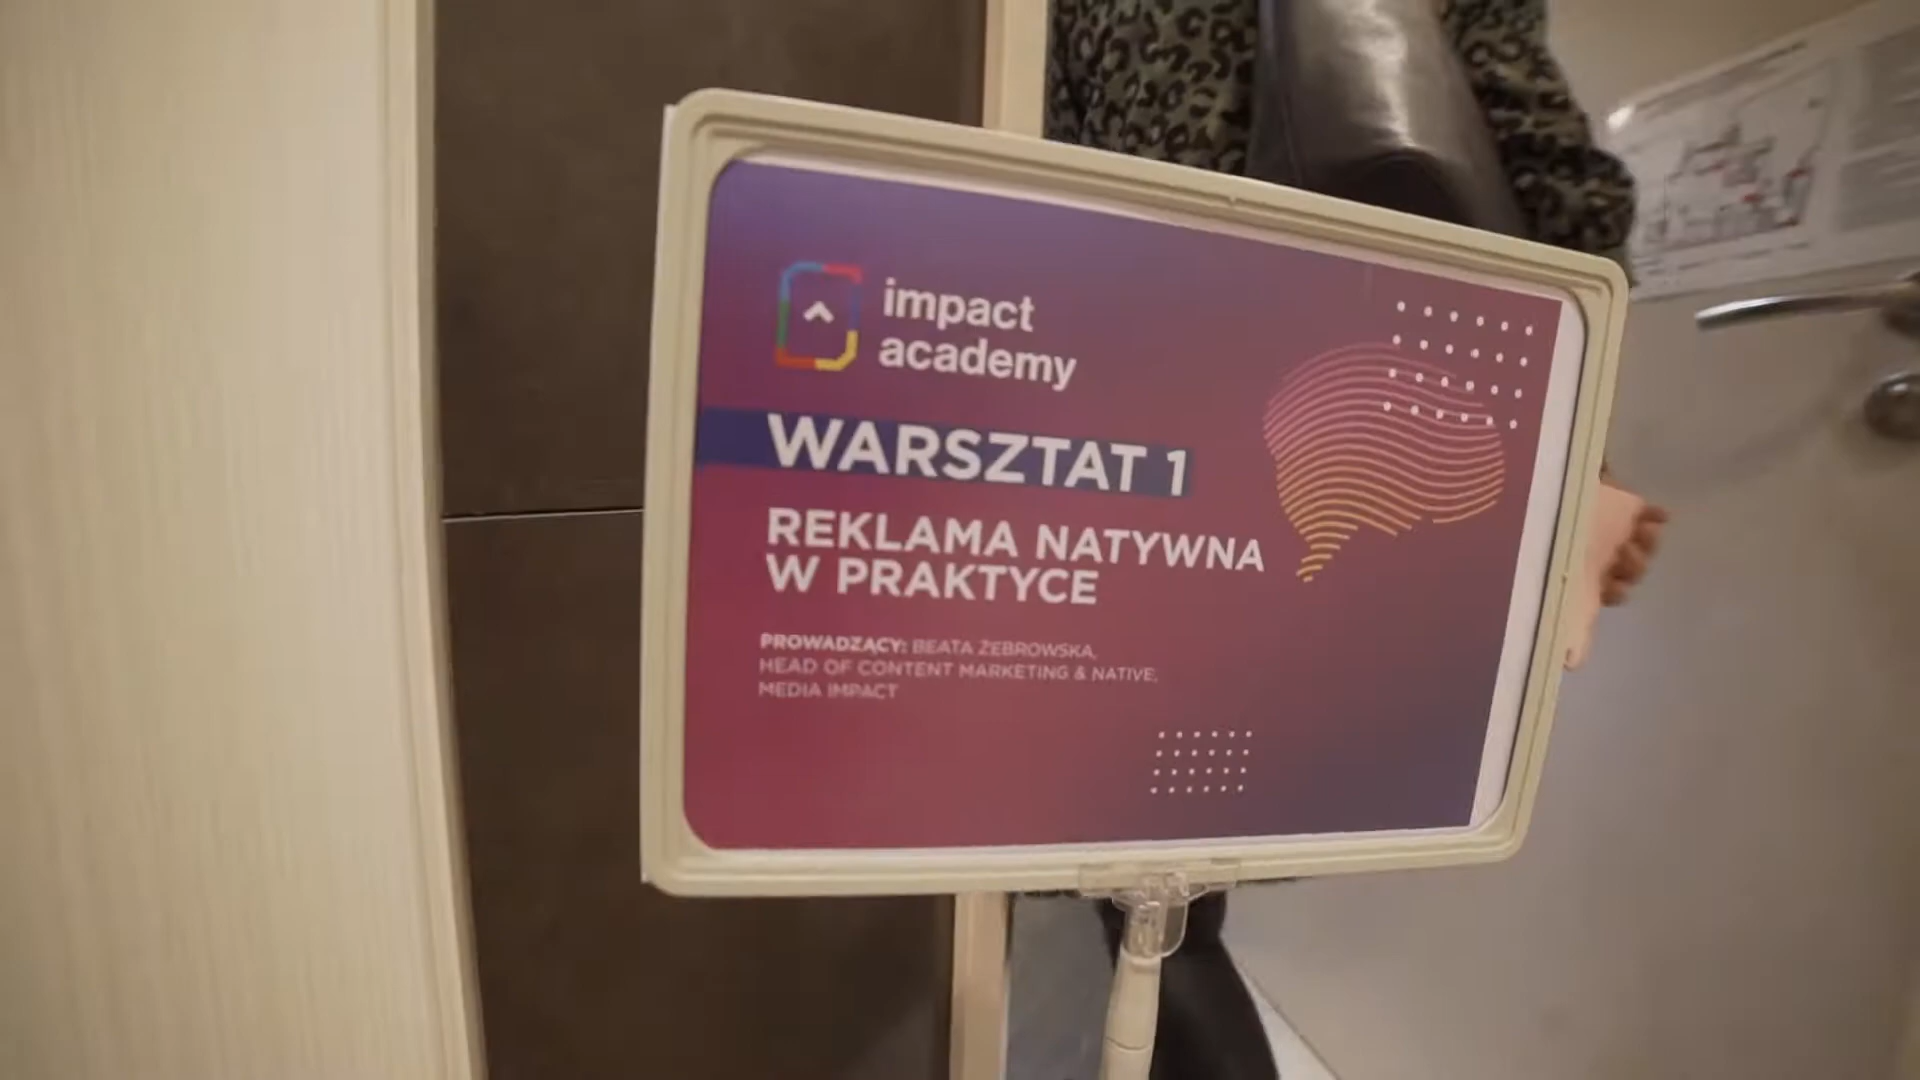 impact
academy
WARSZTAT 1
REKLAMA NATYWNA
W PRAKTYCE
PROWADZĄCY: BEATA ŻEBROWSKA,
HEAD OF CONTENT MARKETING & NATIVE,
MEDIA IMPACT